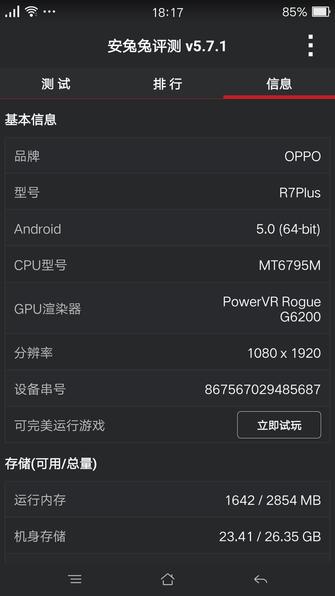 18:17
85%
安兔兔评测 v5.7.1
测 试
排 行
信息
基本信息
品牌 OPPO
型号 R7Plus
Android 5.0 (64-bit)
CPU型号 MT6795M
GPU渲染器 PowerVR Rogue
G6200
分辨率 1080 x 1920
设备串号 867567029485687
可完美运行游戏 立即试玩
存储(可用/总量)
运行内存 1642 / 2854 MB
机身存储 23.41 / 26.35 GB